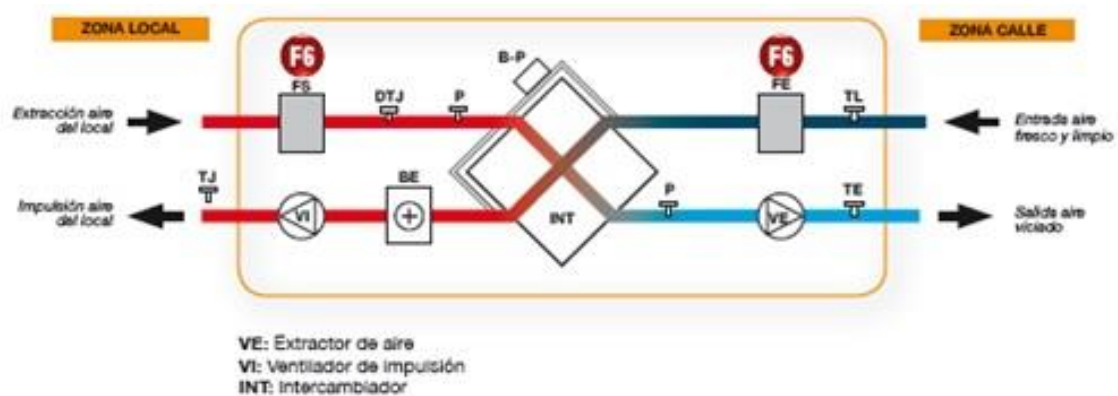 ZONA LOCAL
ZONA CALLE
F6
F6
B-P
FS
DTJ
P
FE
TL
Extracción aire
del local
Entrada aire
fresco y limpio
TJ
BE
P
TE
Impulsión aire
del local
VI
INT
VE
Salida aire
viciado
VE: Extractor de aire
VI: Ventilador de impulsión
INT: Intercambiador